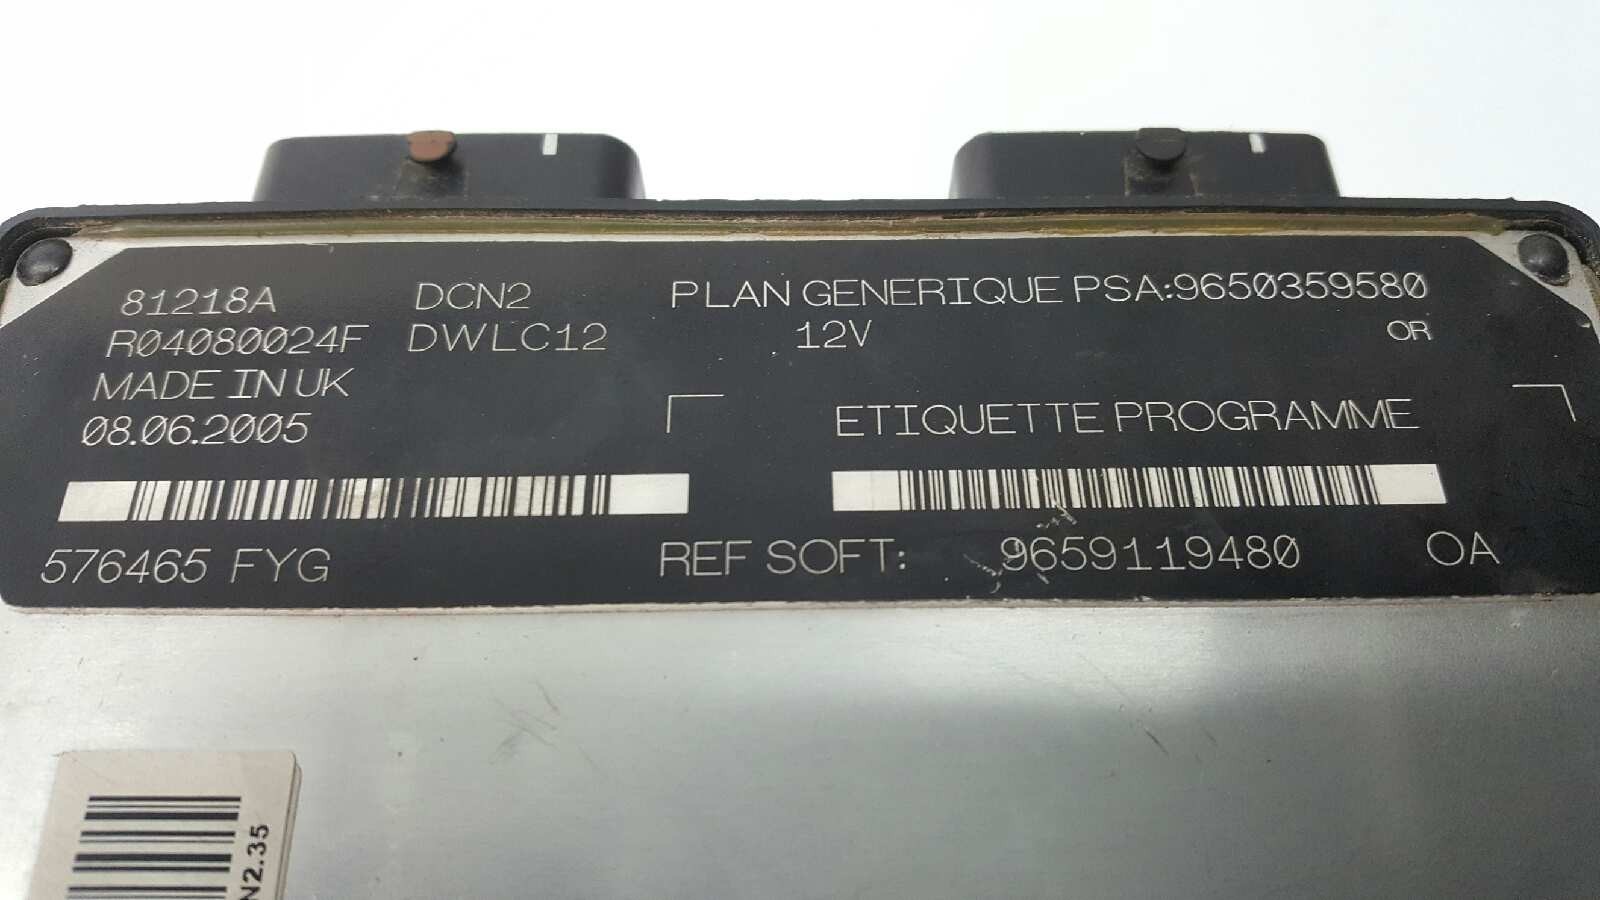 81218A DCN2 PLAN GENERIQUE PSA:9650359580
R04080024F DWLC12 12V OR
MADE IN UK
08.06.2005 ETIQUETTE PROGRAMME
576465 FYG REF SOFT: 9659119480 OA
N2.35